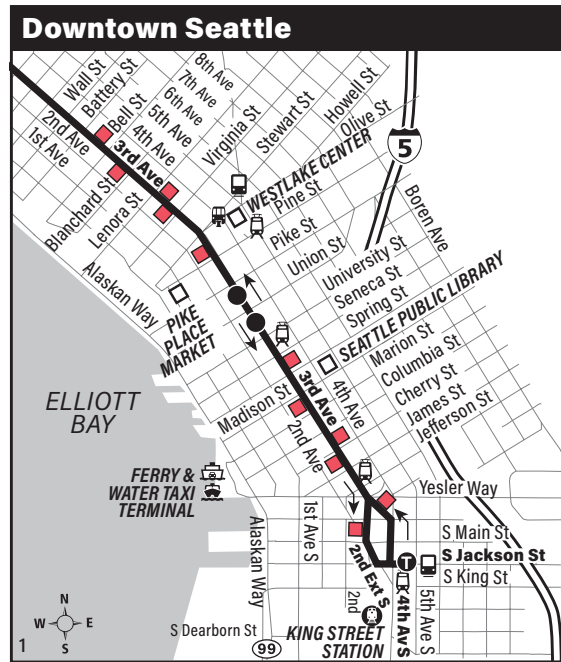 Downtown Seattle
Wall St
Battery St
Bell St
8th Ave
7th Ave
6th Ave
5th Ave
4th Ave
3rd Ave
2nd Ave
1st Ave
Virginia St
Stewart St
Howell St
Olive St
5
Blanchard St
Lenora St
WESTLAKE CENTER
Pine St
Pike St
Union St
Boren Ave
University St
Seneca St
Spring St
Alaskan Way
PIKE
PLACE
MARKET
SEATTLE PUBLIC LIBRARY
Marion St
Columbia St
Cherry St
James St
Jefferson St
ELLIOTT
BAY
Madison St
3rd Ave
4th Ave
2nd Ave
FERRY &
WATER TAXI
TERMINAL
Yesler Way
Alaskan Way
1st Ave S
S Main St
S Jackson St
T
S King St
2nd Ext S
2nd
4th Av S
5th Ave S
N
W
E
S
S Dearborn St
99
KING STREET
STATION
1